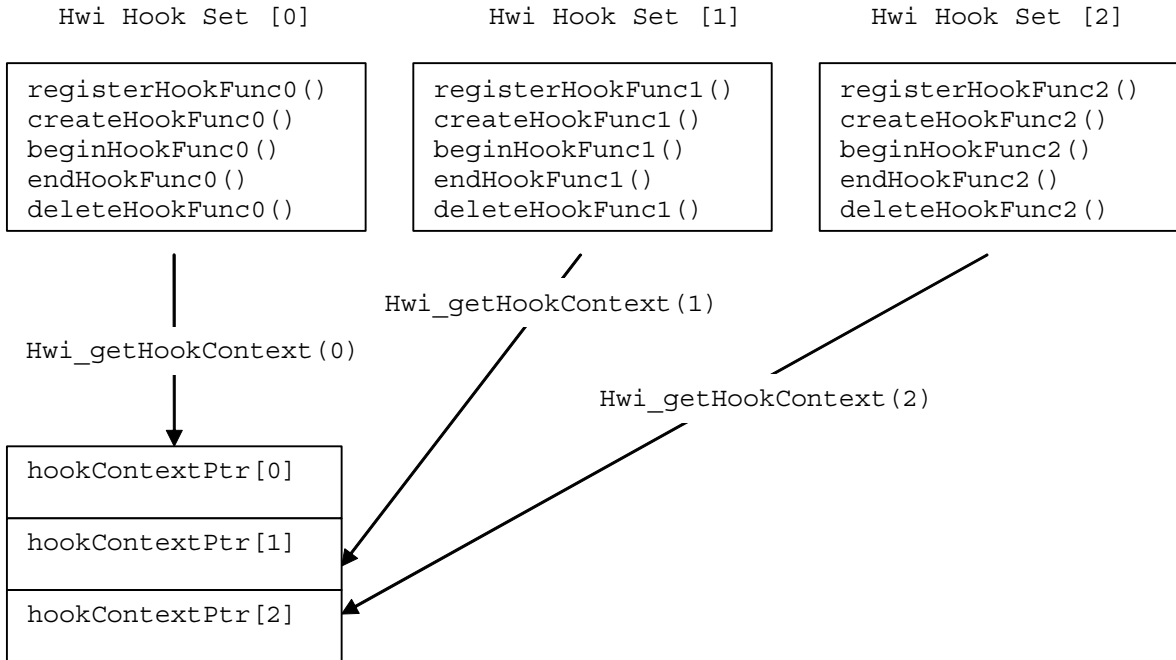 Hwi Hook Set [0]
Hwi Hook Set [1]
Hwi Hook Set [2]
registerHookFunc0()
createHookFunc0()
beginHookFunc0()
endHookFunc0()
deleteHookFunc0()
registerHookFunc1()
createHookFunc1()
beginHookFunc1()
endHookFunc1()
deleteHookFunc1()
registerHookFunc2()
createHookFunc2()
beginHookFunc2()
endHookFunc2()
deleteHookFunc2()
Hwi_getHookContext(1)
Hwi_getHookContext(0)
Hwi_getHookContext(2)
hookContextPtr[0]
hookContextPtr[1]
hookContextPtr[2]